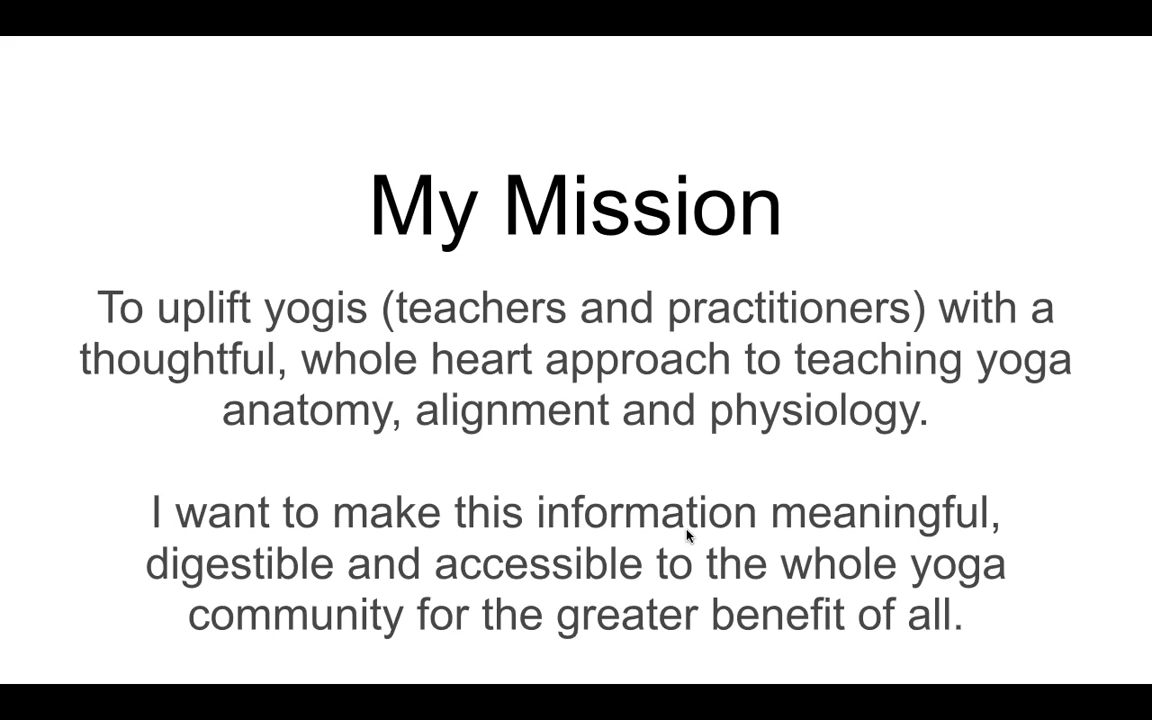 My Mission
To uplift yogis (teachers and practitioners) with a
thoughtful, whole heart approach to teaching yoga
anatomy, alignment and physiology.
I want to make this information meaningful,
digestible and accessible to the whole yoga
community for the greater benefit of all.